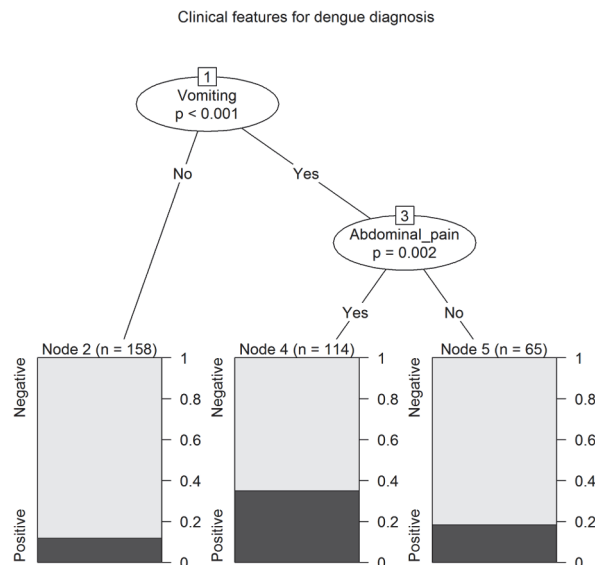 Clinical features for dengue diagnosis
1
Vomiting
p < 0.001
No
Yes
3
Abdominal_pain
p = 0.002
Yes
No
Node 2 (n = 158)
Negative
Positive
1
0.8
0.6
0.4
0.2
0
Node 4 (n = 114)
Negative
Positive
1
0.8
0.6
0.4
0.2
0
Node 5 (n = 65)
Negative
Positive
1
0.8
0.6
0.4
0.2
0